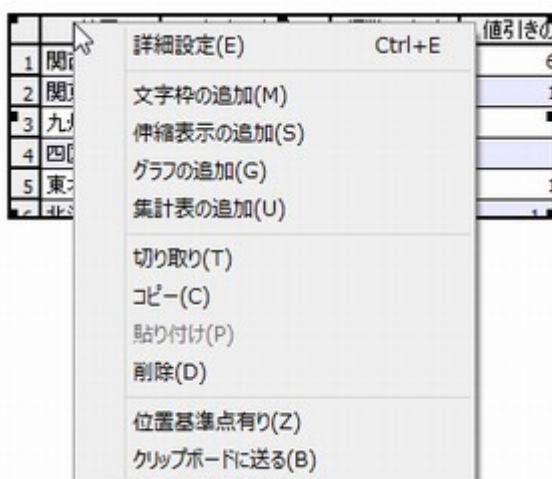 値引きの
詳細設定(E) Ctrl+E
1 関
文字枠の追加(M)
2 関
伸縮表示の追加(S)
3 九
4 四
グラフの追加(G)
5 東
集計表の追加(U)
切り取り(T)
コピー(C)
貼り付け(P)
削除(D)
位置基準点有り(Z)
クリップボードに送る(B)